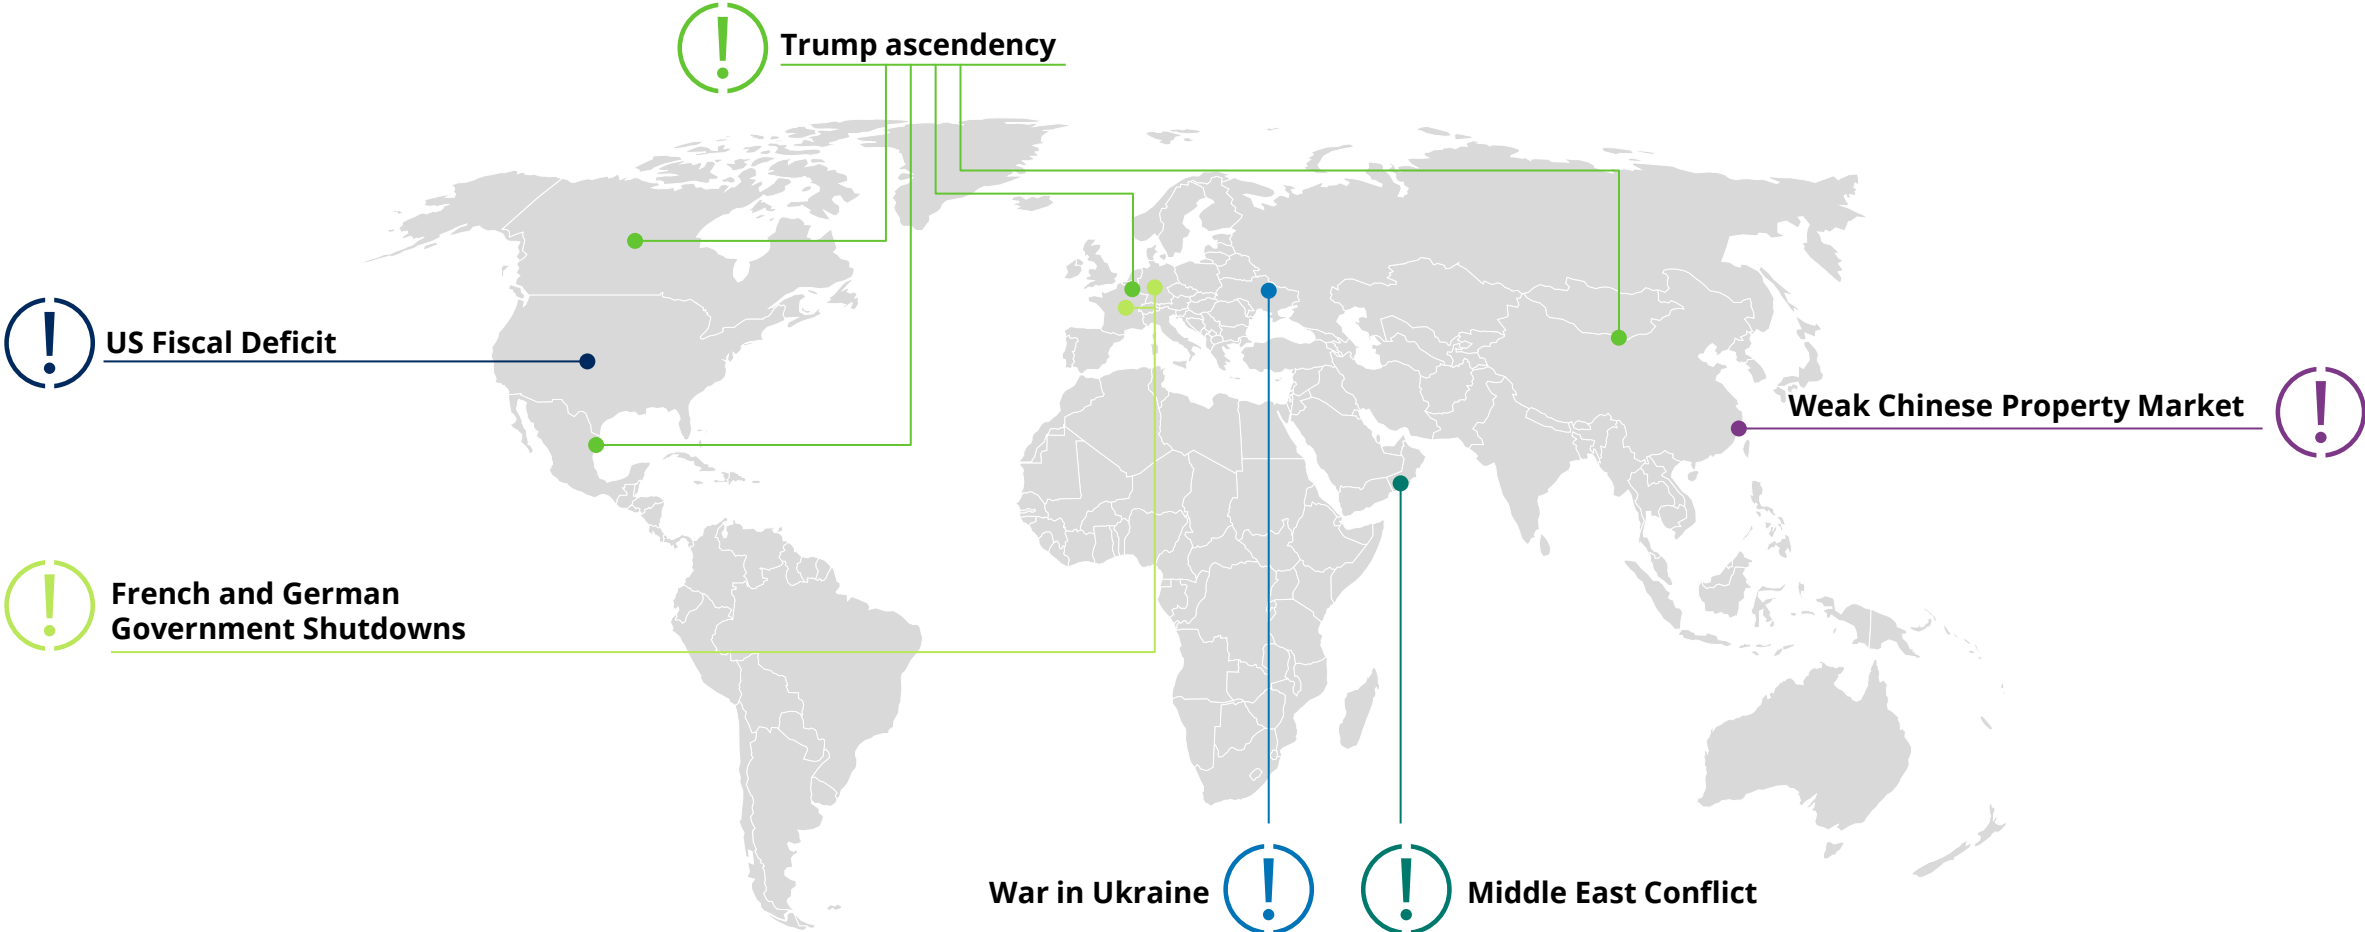 Trump ascendency
US Fiscal Deficit
Weak Chinese Property Market
French and German
Government Shutdowns
War in Ukraine
Middle East Conflict